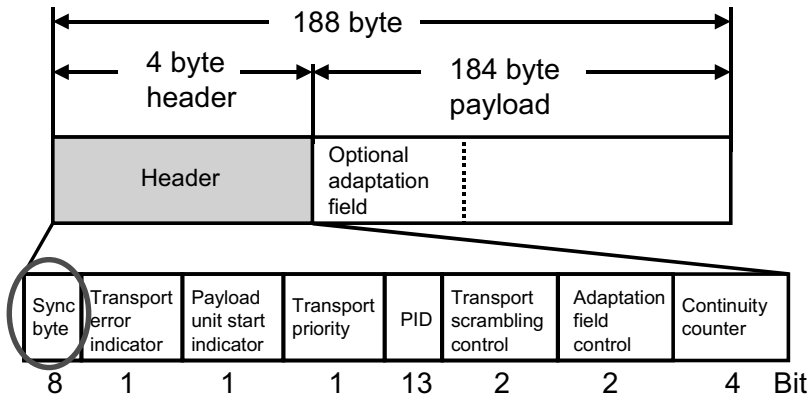 188 byte
4 byte
header
184 byte
payload
Header
Optional
adaptation
field
Sync
byte
Transport
error
indicator
Payload
unit start
indicator
Transport
priority
PID
Transport
scrambling
control
Adaptation
field
control
Continuity
counter
8 1 1 1 13 2 2 4 Bit